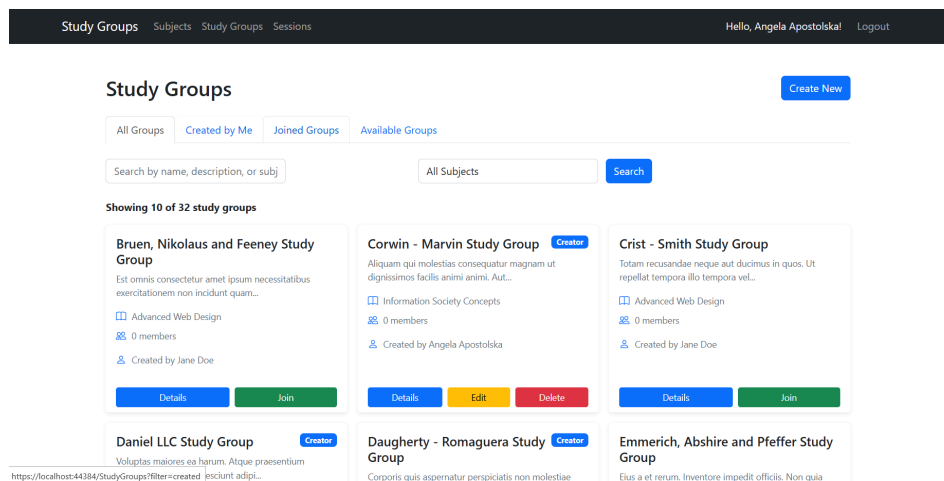 Study Groups Subjects Study Groups Sessions Hello, Angela Apostolska! Logout
Study Groups
Create New
All Groups Created by Me Joined Groups Available Groups
Search by name, description, or subj
All Subjects
Search
Showing 10 of 32 study groups
Bruen, Nikolaus and Feeney Study
Group
Est omnis consectetur amet ipsum necessitatibus
exercitationem non incidunt quam...
Advanced Web Design
0 members
Created by Jane Doe
Details Join
Corwin - Marvin Study Group Creator
Aliquam qui molestias consequatur magnam ut
dignissimos facilis animi animi. Aut...
Information Society Concepts
0 members
Created by Angela Apostolska
Details Edit Delete
Crist - Smith Study Group
Totam recusandae neque aut ducimus in quos. Ut
repellat tempora illo tempora vel...
Advanced Web Design
0 members
Created by Jane Doe
Details Join
Daniel LLC Study Group Creator
Voluptas maiores ea harum. Atque praesentium
esciunt adipi...
Daugherty - Romaguera Study Creator
Group
Corporis quis aspernatur perspiciatis non molestiae
Emmerich, Abshire and Pfeffer Study
Group
Eius a et rerum. Inventore impedit officiis. Non quia
https://localhost:44384/StudyGroups?filter=created